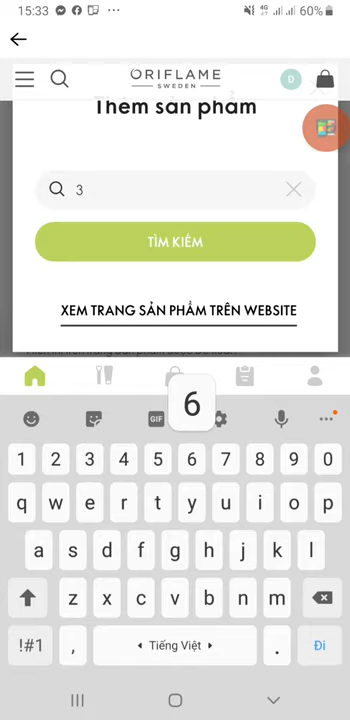 15:33 60%
ORIFLAME
SWEDEN
D
Thêm sản phẩm
3
TÌM KIẾM
XEM TRANG SẢN PHẨM TRÊN WEBSITE
6
GIF
1 2 3 4 5 6 7 8 9 0
q w e r t y u i o p
a s d f g h j k l
z x c v b n m
!#1 , Tiếng Việt . Đi